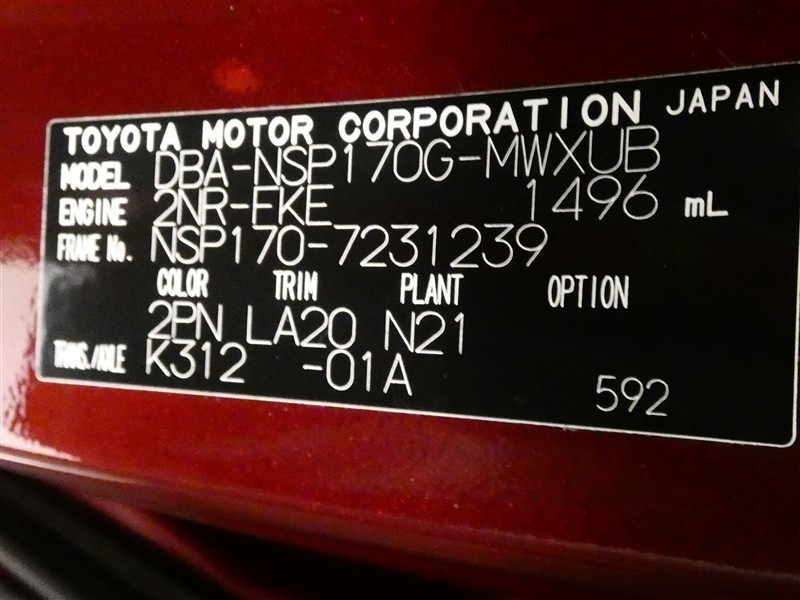 TOYOTA MOTOR CORPORATION JAPAN
MODEL DBA-NSP170G-MWXUB
ENGINE 2NR-FKE 1496 mL
FRAME No. NSP170-7231239
COLOR TRIM PLANT OPTION
2PN LA20 N21
TRANS./AXLE K312 -01A
592